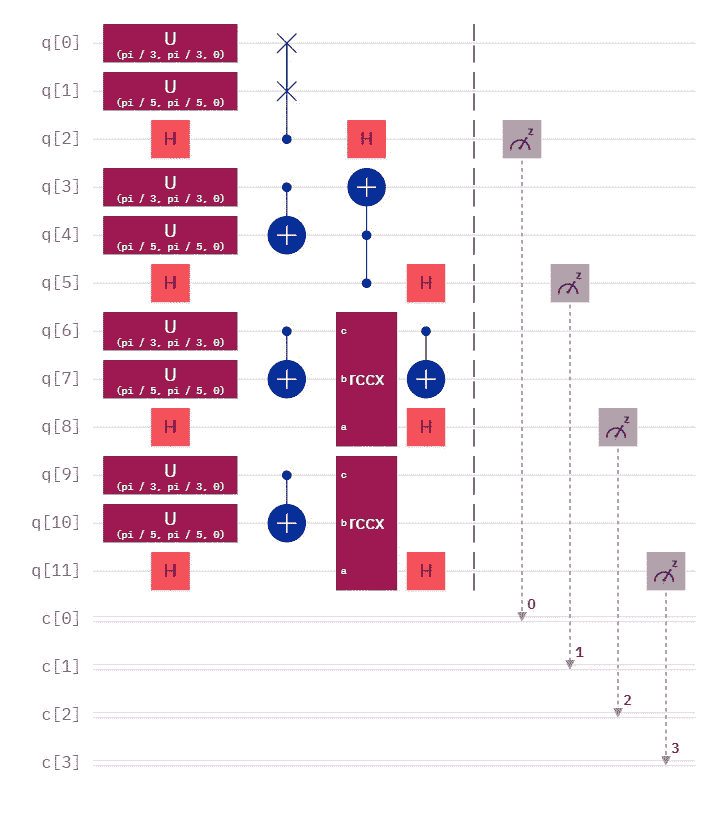 q[0] U
(pi / 3, pi / 3, 0)
q[1] U
(pi / 5, pi / 5, 0)
q[2] H H z
q[3] U
(pi / 3, pi / 3, 0)
q[4] U
(pi / 5, pi / 5, 0)
q[5] H H z
q[6] U c
(pi / 3, pi / 3, 0)
q[7] U b rccx
(pi / 5, pi / 5, 0)
q[8] H a H z
q[9] U c
(pi / 3, pi / 3, 0)
q[10] U b rccx
(pi / 5, pi / 5, 0)
q[11] H a H z
c[0] 0
c[1] 1
c[2] 2
c[3] 3